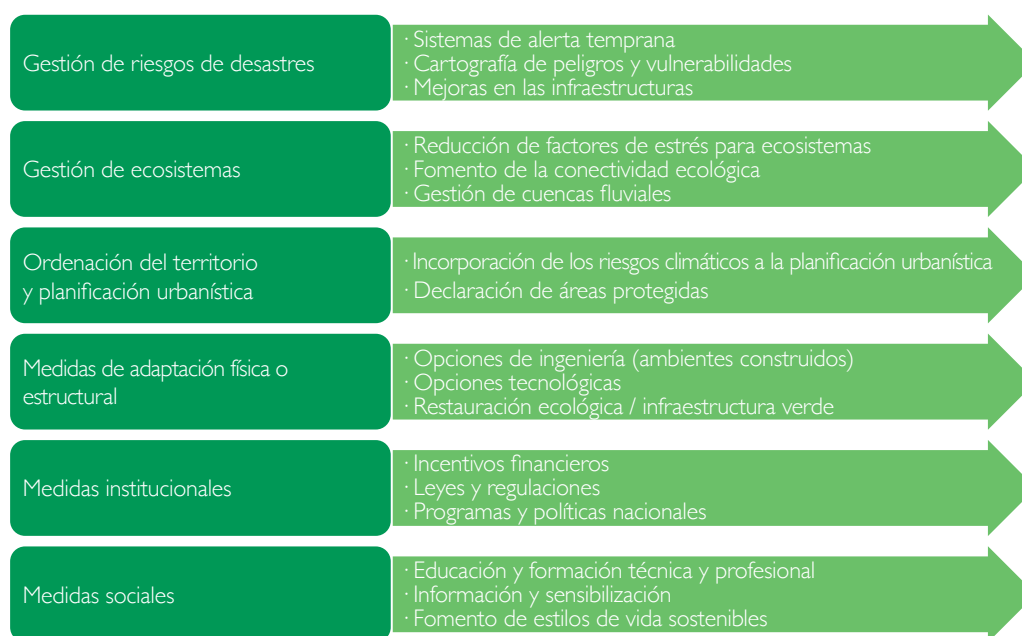 Gestión de riesgos de desastres
· Sistemas de alerta temprana
· Cartografía de peligros y vulnerabilidades
· Mejoras en las infraestructuras
Gestión de ecosistemas
· Reducción de factores de estrés para ecosistemas
· Fomento de la conectividad ecológica
· Gestión de cuencas fluviales
Ordenación del territorio
y planificación urbanística
· Incorporación de los riesgos climáticos a la planificación urbanística
· Declaración de áreas protegidas
Medidas de adaptación física o
estructural
· Opciones de ingeniería (ambientes construidos)
· Opciones tecnológicas
· Restauración ecológica / infraestructura verde
Medidas institucionales
· Incentivos financieros
· Leyes y regulaciones
· Programas y políticas nacionales
Medidas sociales
· Educación y formación técnica y profesional
· Información y sensibilización
· Fomento de estilos de vida sostenibles